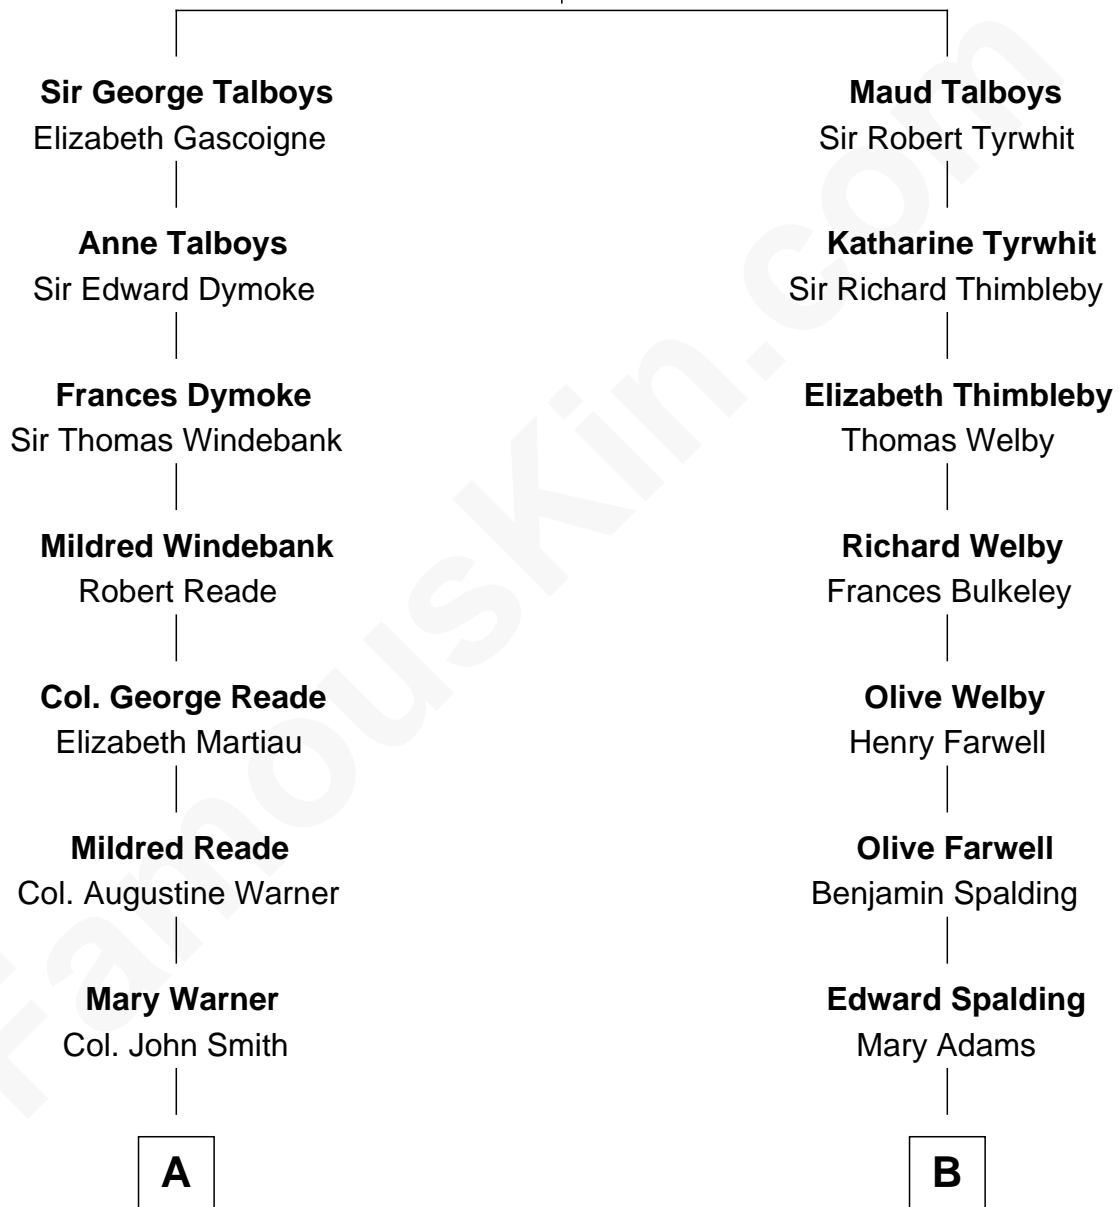 Sir George Talboys
Elizabeth Gascoigne
Anne Talboys
Sir Edward Dymoke
Frances Dymoke
Sir Thomas Windebank
Mildred Windebank
Robert Reade
Col. George Reade
Elizabeth Martiau
Mildred Reade
Col. Augustine Warner
Mary Warner
Col. John Smith
A
Maud Talboys
Sir Robert Tyrwhit
Katharine Tyrwhit
Sir Richard Thimbleby
Elizabeth Thimbleby
Thomas Welby
Richard Welby
Frances Bulkeley
Olive Welby
Henry Farwell
Olive Farwell
Benjamin Spalding
Edward Spalding
Mary Adams
B
FamousKin.com